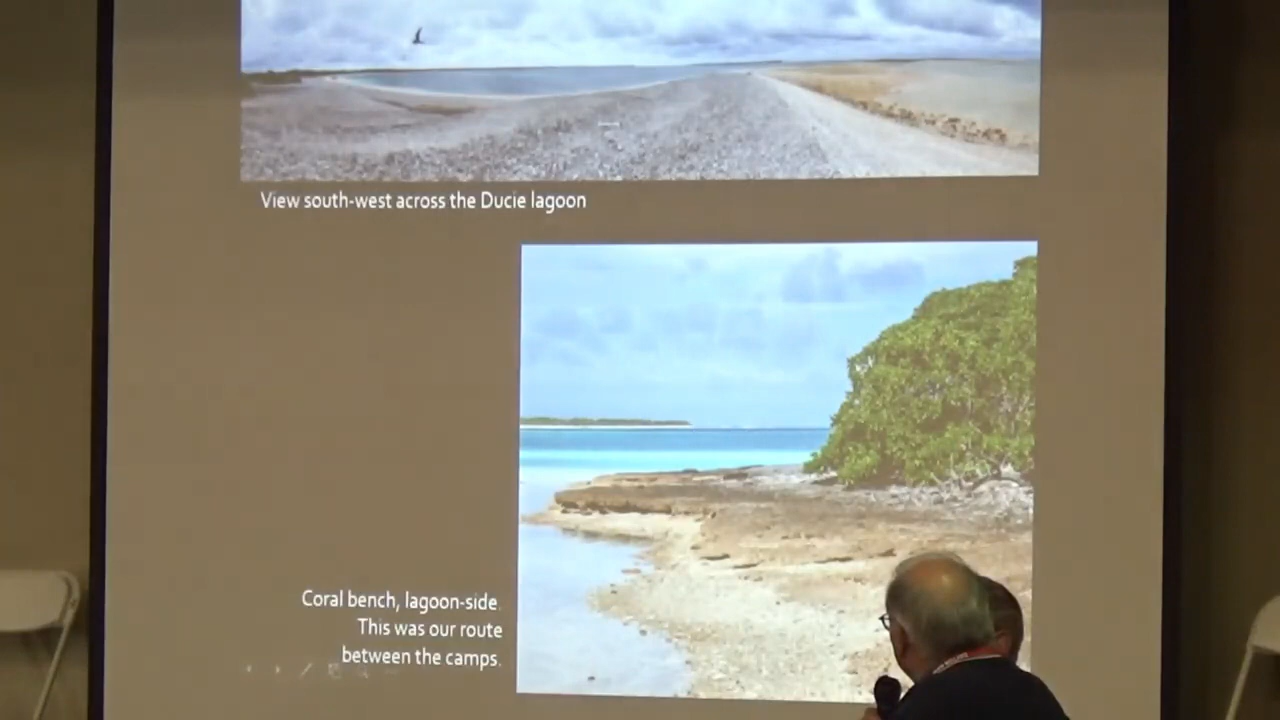 View south-west across the Ducie lagoon
Coral bench, lagoon-side.
This was our route
between the camps.